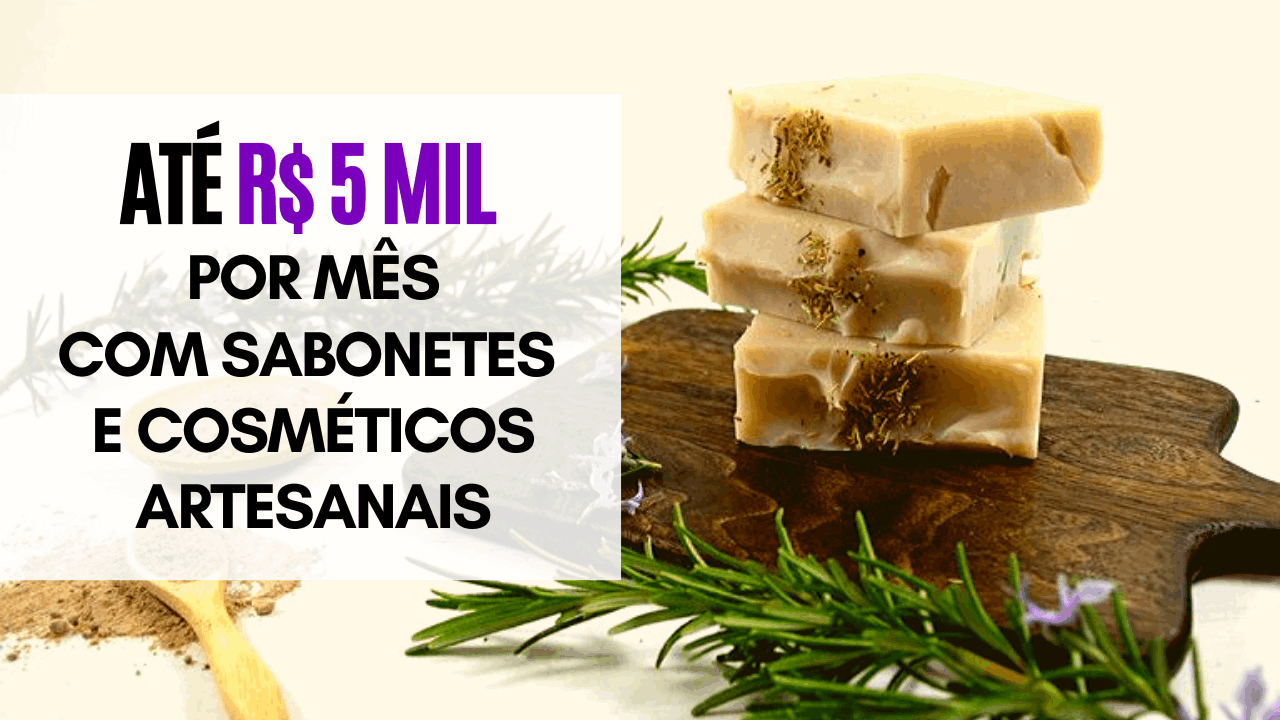 ATÉ R$ 5 MIL
POR MÊS
COM SABONETES
E COSMÉTICOS
ARTESANAIS